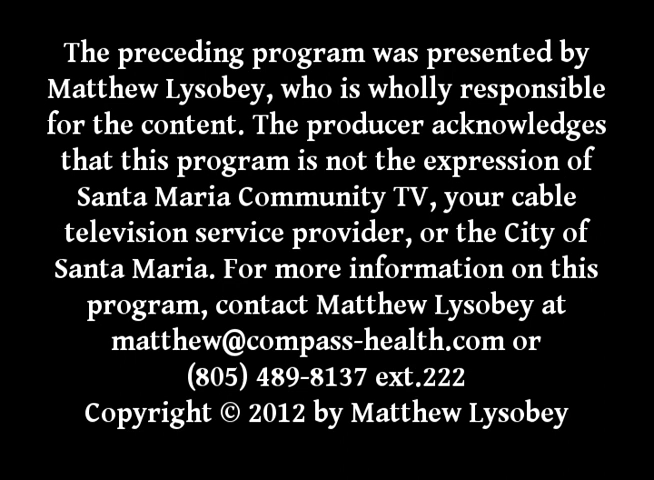 The preceding program was presented by
Matthew Lysobey, who is wholly responsible
for the content. The producer acknowledges
that this program is not the expression of
Santa Maria Community TV, your cable
television service provider, or the City of
Santa Maria. For more information on this
program, contact Matthew Lysobey at
matthew@compass-health.com or
(805) 489-8137 ext.222
Copyright © 2012 by Matthew Lysobey